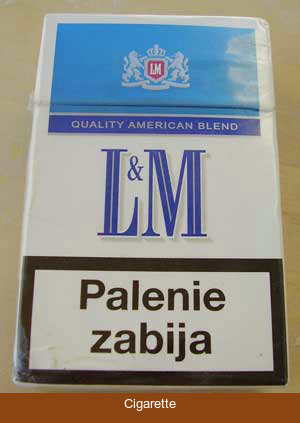 LM
QUALITY AMERICAN BLEND
L&M
Palenie
zabija
Cigarette